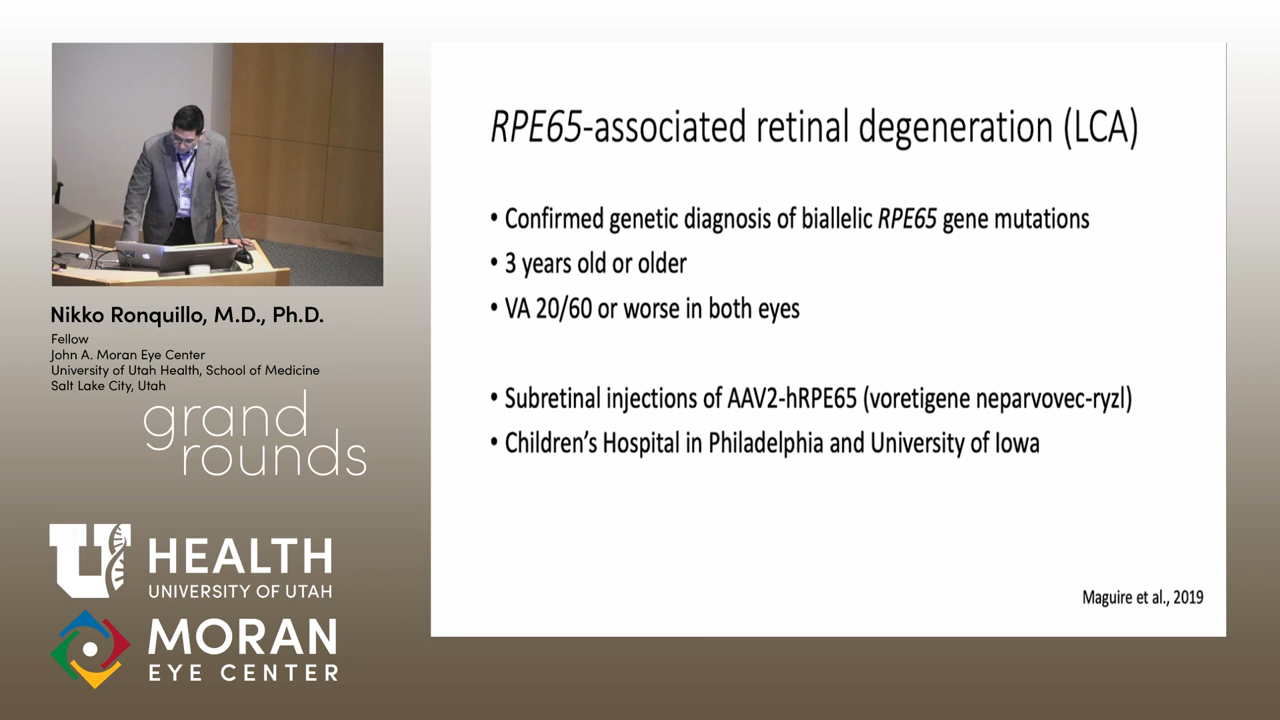 RPE65-associated retinal degeneration (LCA)
• Confirmed genetic diagnosis of biallelic RPE65 gene mutations
• 3 years old or older
• VA 20/60 or worse in both eyes
• Subretinal injections of AAV2-hRPE65 (voretigene neparvovec-ryzl)
• Children's Hospital in Philadelphia and University of Iowa
Maguire et al., 2019
Nikko Ronquillo, M.D., Ph.D.
Fellow
John A. Moran Eye Center
University of Utah Health, School of Medicine
Salt Lake City, Utah
grand
rounds
U HEALTH
UNIVERSITY OF UTAH
MORAN
EYE CENTER